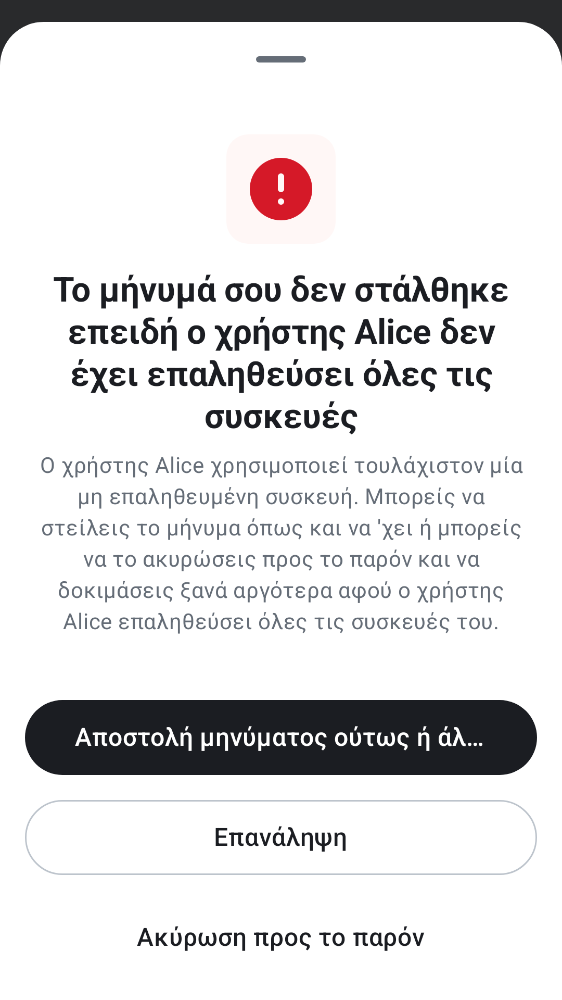 Το μήνυμά σου δεν στάλθηκε
επειδή ο χρήστης Alice δεν
έχει επαληθεύσει όλες τις
συσκευές
Ο χρήστης Alice χρησιμοποιεί τουλάχιστον μία
μη επαληθευμένη συσκευή. Μπορείς να
στείλεις το μήνυμα όπως και να 'χει ή μπορείς
να το ακυρώσεις προς το παρόν και να
δοκιμάσεις ξανά αργότερα αφού ο χρήστης
Alice επαληθεύσει όλες τις συσκευές του.
Αποστολή μηνύματος ούτως ή άλ…
Επανάληψη
Ακύρωση προς το παρόν